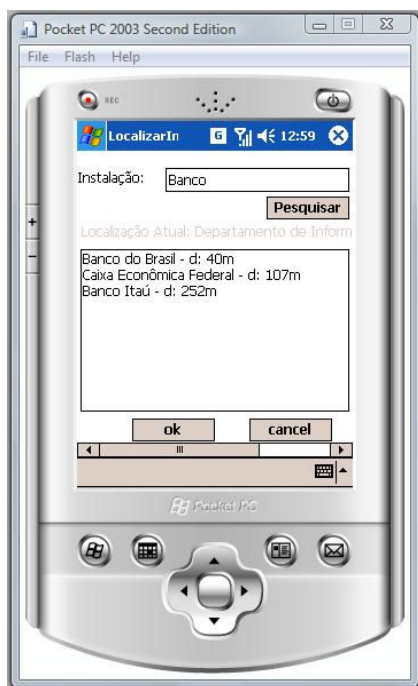 Pocket PC 2003 Second Edition
File Flash Help
REC
LocalizarIn G 12:59
Instalação: Banco
Pesquisar
Localização Atual: Departamento de Inform
Banco do Brasil - d: 40m
Caixa Econômica Federal - d: 107m
Banco Itaú - d: 252m
ok cancel
Pocket PC